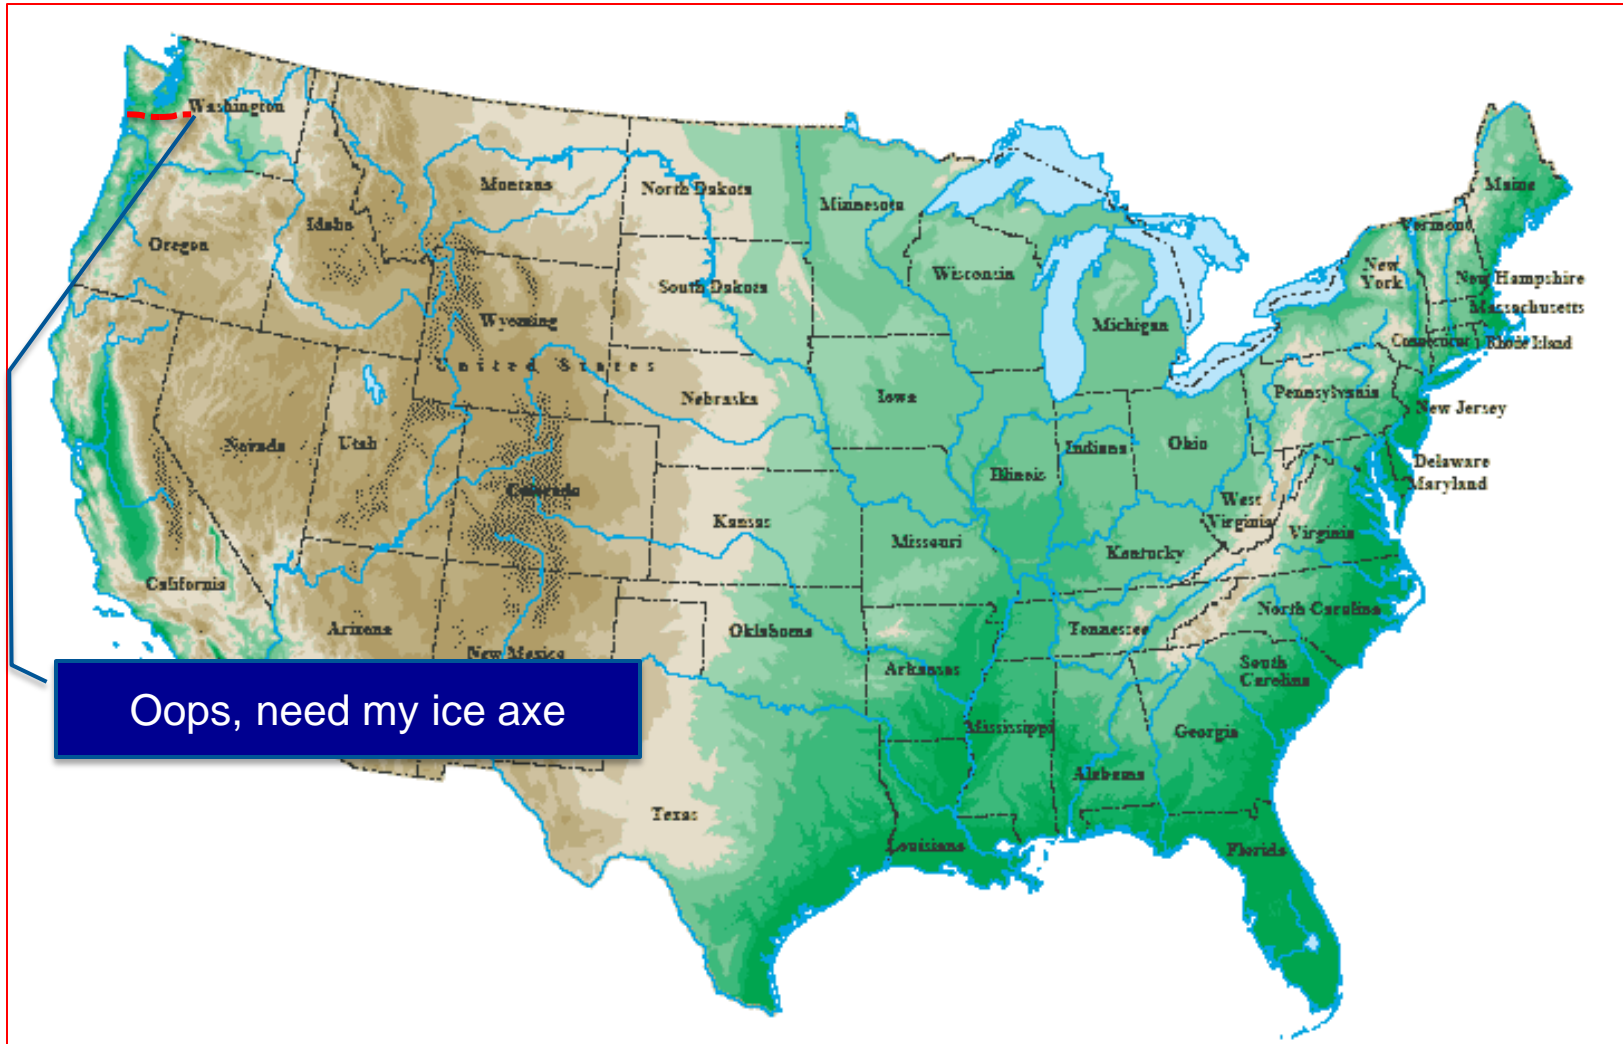 Washington
Montana
North Dakota
Minnesota
Maine
Vermont
Idaho
Oregon
Wisconsin
New
York
New Hampshire
South Dakota
Massachusetts
Wyoming
Michigan
Connecticut
Rhode Island
United States
Nebraska
Iowa
Pennsylvania
New Jersey
Nevada
Utah
Indiana
Ohio
Illinois
Delaware
Maryland
Colorado
West
Virginia
Kansas
Virginia
Missouri
Kentucky
California
North Carolina
Arizona
Oklahoma
Tennessee
New Mexico
Arkansas
South
Carolina
Oops, need my ice axe
Mississippi
Georgia
Alabama
Texas
Louisiana
Florida